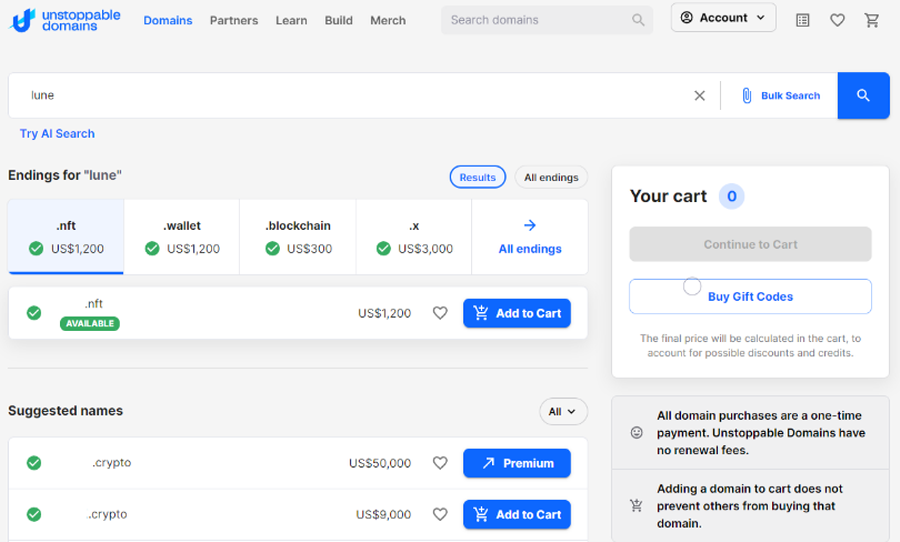 unstoppable
domains
Domains Partners Learn Build Merch
Search domains
Account
lune
Bulk Search
Try AI Search
Endings for "lune"
Results
All endings
.nft
US$1,200
.wallet
US$1,200
.blockchain
US$300
.x
US$3,000
All endings
.nft
AVAILABLE
US$1,200
Add to Cart
Suggested names
All
.crypto
US$50,000
Premium
.crypto
US$9,000
Add to Cart
Your cart 0
Continue to Cart
Buy Gift Codes
The final price will be calculated in the cart, to
account for possible discounts and credits.
All domain purchases are a one-time
payment. Unstoppable Domains have
no renewal fees.
Adding a domain to cart does not
prevent others from buying that
domain.